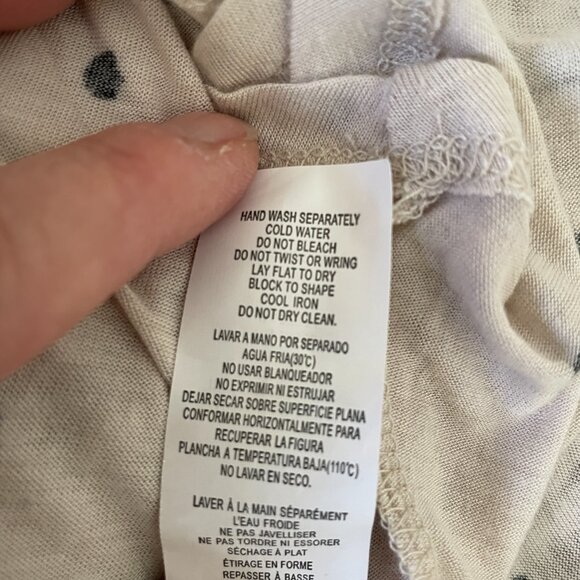 HAND WASH SEPARATELY
COLD WATER
DO NOT BLEACH
DO NOT TWIST OR WRING
LAY FLAT TO DRY
BLOCK TO SHAPE
COOL IRON
DO NOT DRY CLEAN.
LAVAR A MANO POR SEPARADO
AGUA FRIA(30°C)
NO USAR BLANQUEADOR
NO EXPRIMIR NI ESTRUJAR
DEJAR SECAR SOBRE SUPERFICIE PLANA
CONFORMAR HORIZONTALMENTE PARA
RECUPERAR LA FIGURA
PLANCHA A TEMPERATURA BAJA(110°C)
NO LAVAR EN SECO.
LAVER À LA MAIN SÉPARÉMENT
L'EAU FROIDE
NE PAS JAVELLISER
NE PAS TORDRE NI ESSORER
SÉCHAGE À PLAT
ÉTIRAGE EN FORME
REPASSER À BASSE